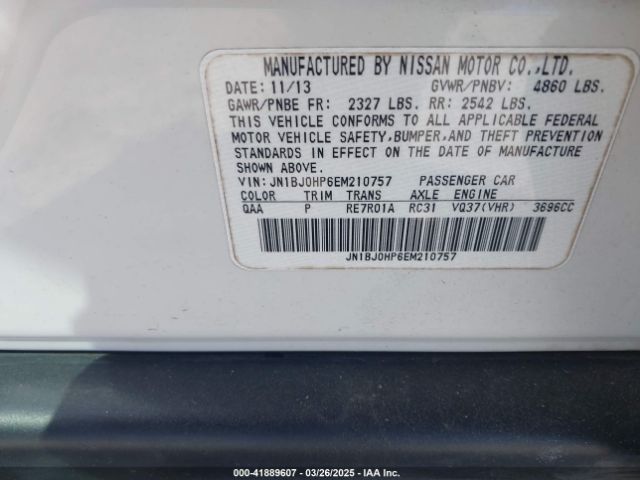 MANUFACTURED BY NISSAN MOTOR CO.,LTD.
DATE: 11/13 GVWR/PNBV: 4860 LBS.
GAWR/PNBE FR: 2327 LBS. RR: 2542 LBS.
THIS VEHICLE CONFORMS TO ALL APPLICABLE FEDERAL
MOTOR VEHICLE SAFETY,BUMPER,AND THEFT PREVENTION
STANDARDS IN EFFECT ON THE DATE OF MANUFACTURE
SHOWN ABOVE.
VIN:JN1BJ0HP6EM210757 PASSENGER CAR
COLOR TRIM TRANS AXLE ENGINE
QAA P RE7R01A RC31 VQ37(VHR) 3696CC
JN1BJ0HP6EM210757
000-41889607 - 03/26/2025 - IAA Inc.